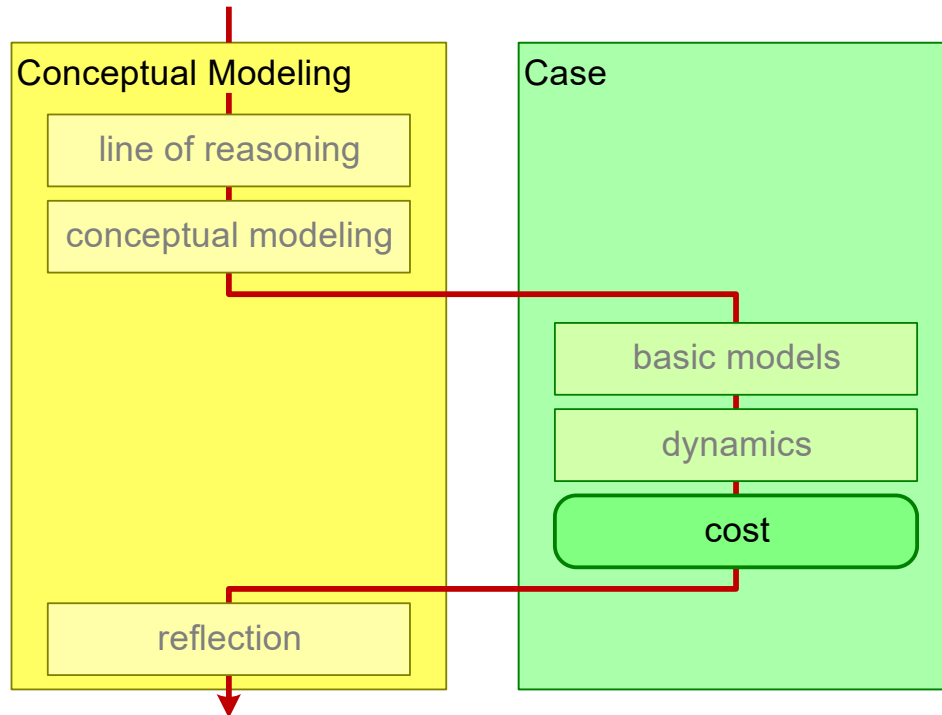 Conceptual Modeling
line of reasoning
conceptual modeling
Case
basic models
dynamics
cost
reflection